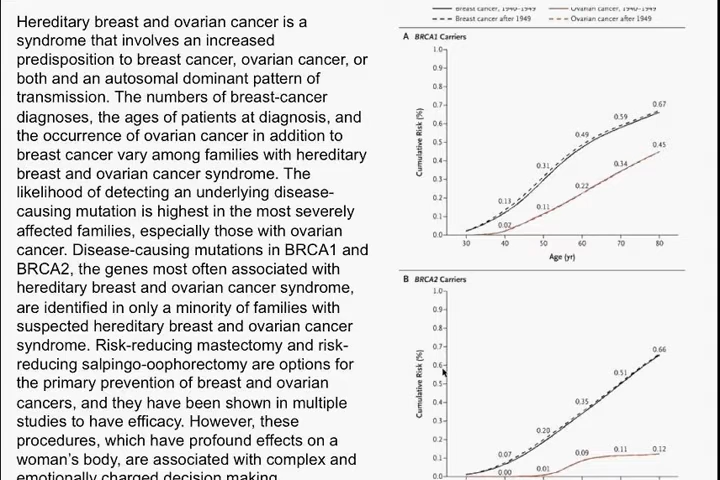 Hereditary breast and ovarian cancer is a
syndrome that involves an increased
predisposition to breast cancer, ovarian cancer, or
both and an autosomal dominant pattern of
transmission. The numbers of breast-cancer
diagnoses, the ages of patients at diagnosis, and
the occurrence of ovarian cancer in addition to
breast cancer vary among families with hereditary
breast and ovarian cancer syndrome. The
likelihood of detecting an underlying disease-
causing mutation is highest in the most severely
affected families, especially those with ovarian
cancer. Disease-causing mutations in BRCA1 and
BRCA2, the genes most often associated with
hereditary breast and ovarian cancer syndrome,
are identified in only a minority of families with
suspected hereditary breast and ovarian cancer
syndrome. Risk-reducing mastectomy and risk-
reducing salpingo-oophorectomy are options for
the primary prevention of breast and ovarian
cancers, and they have been shown in multiple
studies to have efficacy. However, these
procedures, which have profound effects on a
woman's body, are associated with complex and
emotionally charged decision making
Breast cancer, 1940–1949 Ovarian cancer, 1940–1949
Breast cancer after 1949 Ovarian cancer after 1949
A BRCA1 Carriers
Cumulative Risk (%)
1.0
0.9
0.8
0.7
0.6
0.5
0.4
0.3
0.2
0.1
0.0
0.13
0.31
0.49
0.59
0.67
0.02
0.11
0.22
0.34
0.45
30 40 50 60 70 80
Age (yr)
B BRCA2 Carriers
Cumulative Risk (%)
1.0
0.9
0.8
0.7
0.6
0.5
0.4
0.3
0.2
0.1
0.0
0.07
0.20
0.35
0.51
0.66
0.00
0.01
0.09
0.11
0.12